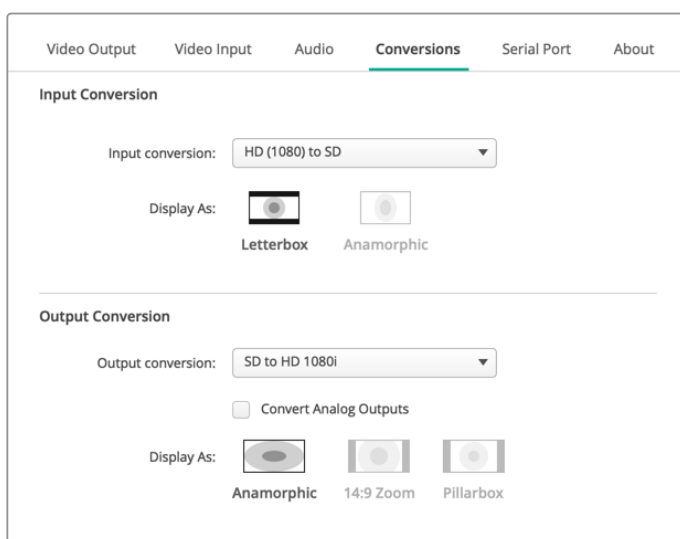 Video Output Video Input Audio Conversions Serial Port About
Input Conversion
Input conversion: HD (1080) to SD
Display As:
Letterbox Anamorphic
Output Conversion
Output conversion: SD to HD 1080i
Convert Analog Outputs
Display As:
Anamorphic 14:9 Zoom Pillarbox